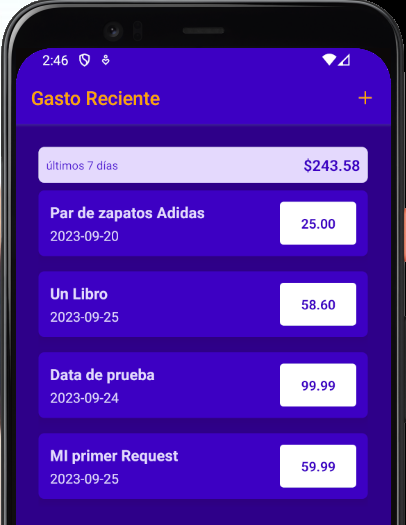 2:46
Gasto Reciente +
últimos 7 días $243.58
Par de zapatos Adidas
2023-09-20
25.00
Un Libro
2023-09-25
58.60
Data de prueba
2023-09-24
99.99
MI primer Request
2023-09-25
59.99